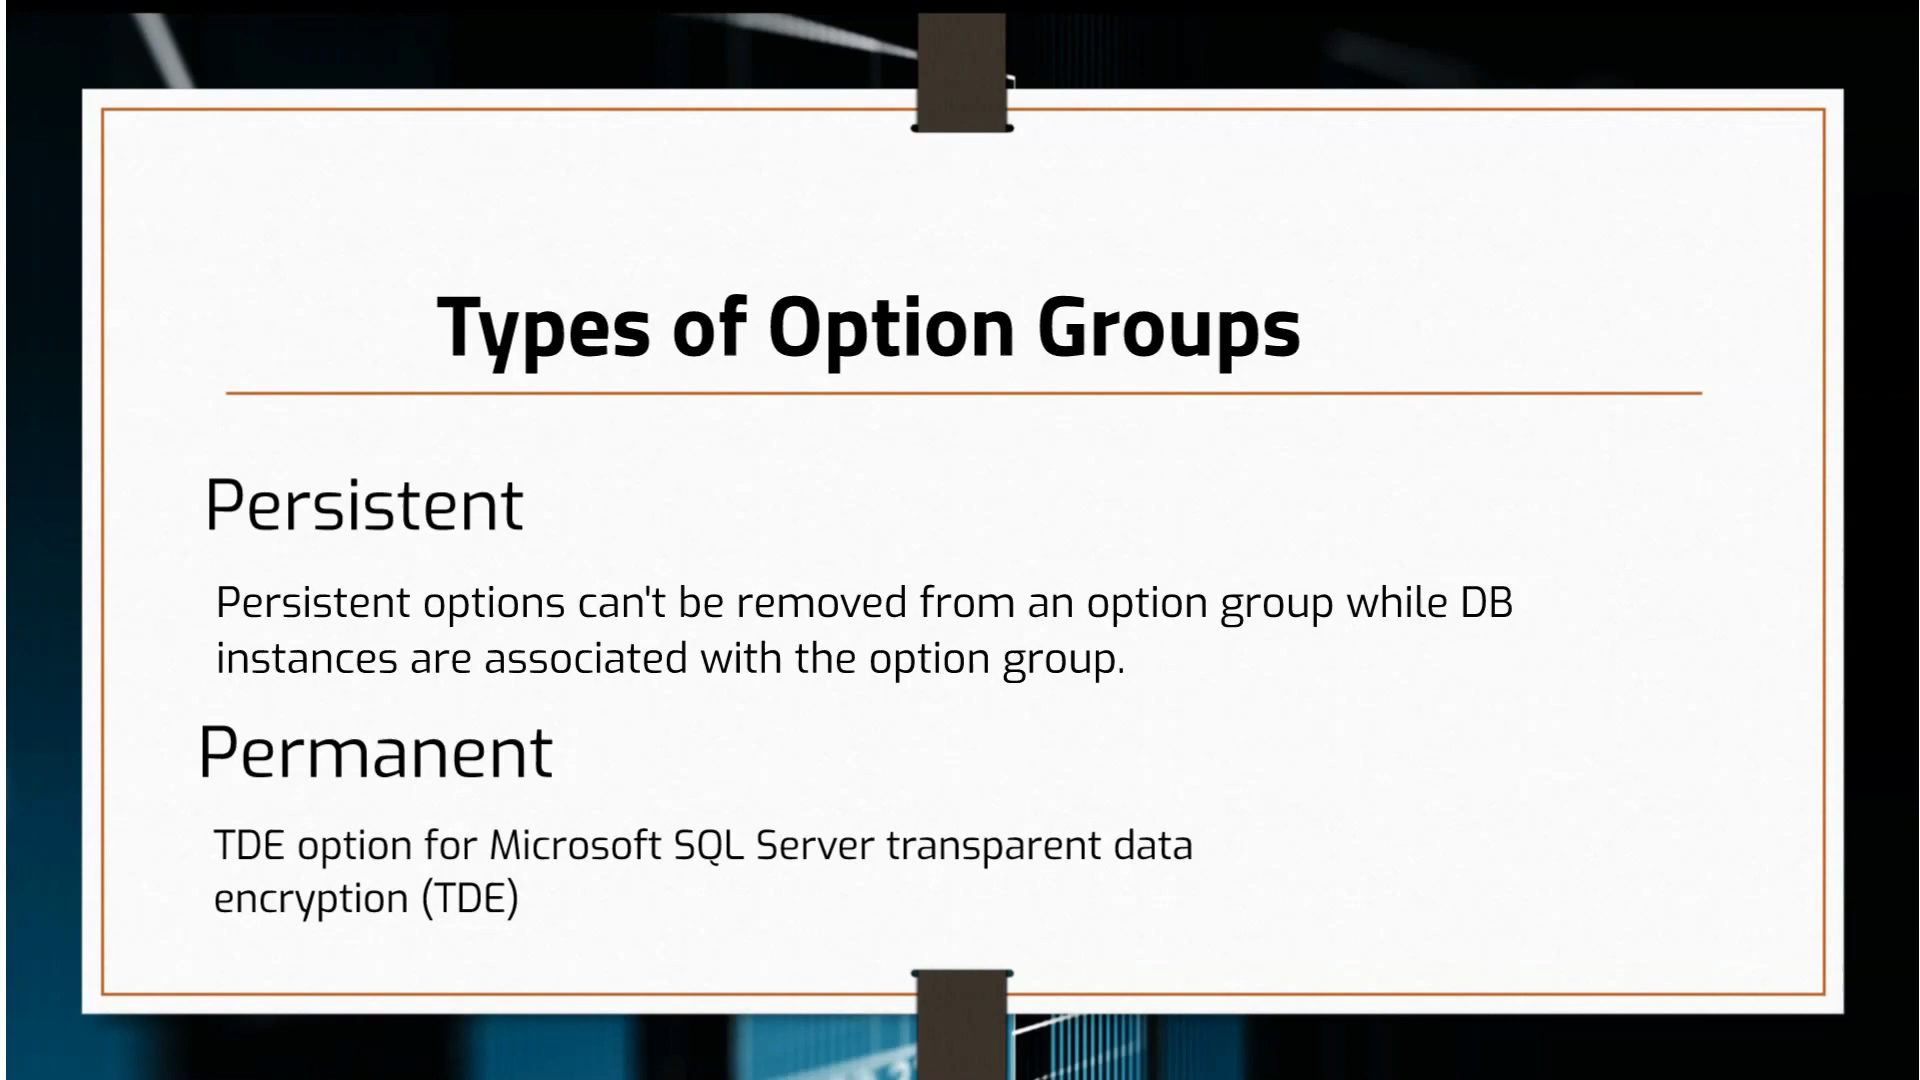 Types of Option Groups
Persistent
Persistent options can't be removed from an option group while DB
instances are associated with the option group.
Permanent
TDE option for Microsoft SQL Server transparent data
encryption (TDE)